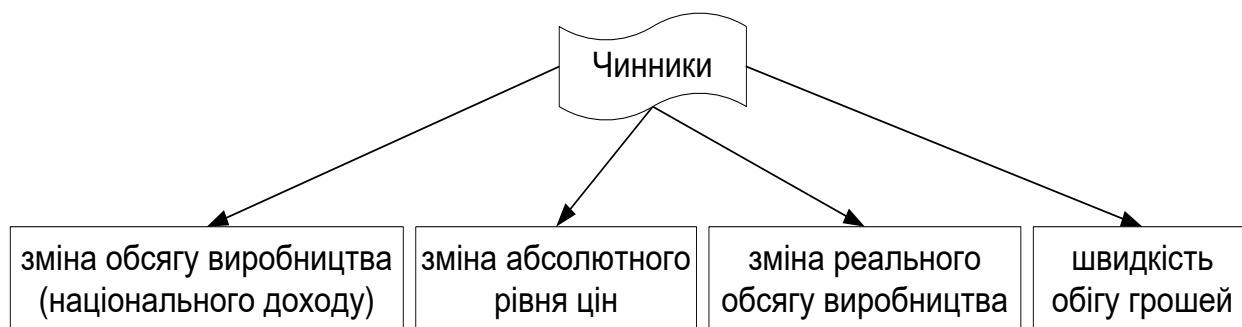 Чинники
зміна обсягу виробництва
(національного доходу)
зміна абсолютного
рівня цін
зміна реального
обсягу виробництва
швидкість
обігу грошей